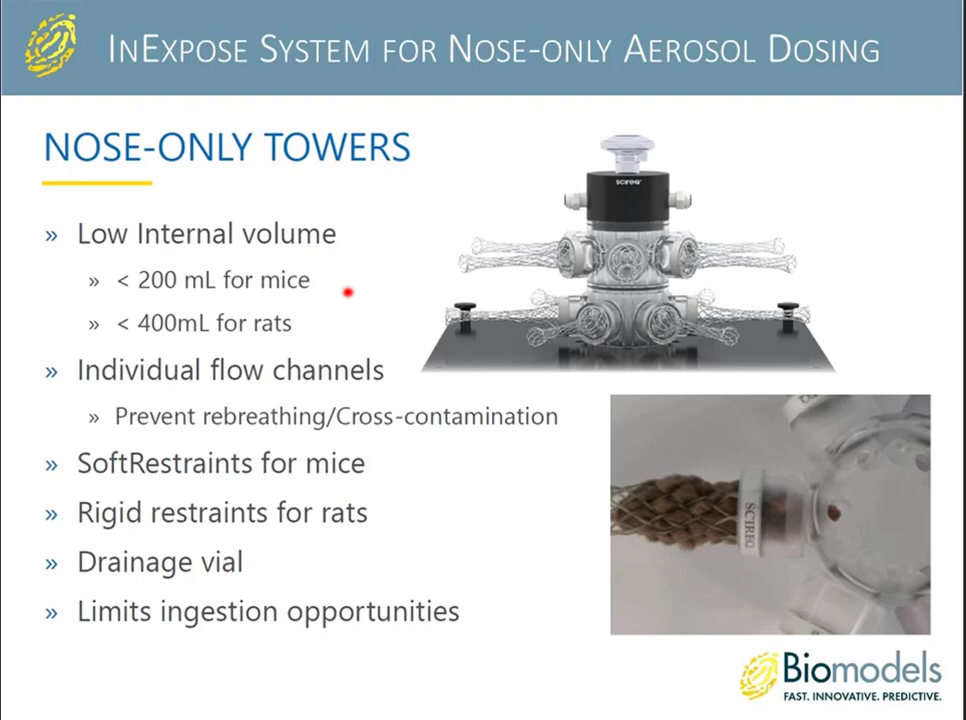 InExpose System for Nose-only Aerosol Dosing
NOSE-ONLY TOWERS
» Low Internal volume
» < 200 mL for mice
» < 400mL for rats
» Individual flow channels
» Prevent rebreathing/Cross-contamination
» SoftRestraints for mice
» Rigid restraints for rats
» Drainage vial
» Limits ingestion opportunities
SCIREQ
SCIREQ
Biomodels
FAST. INNOVATIVE. PREDICTIVE.